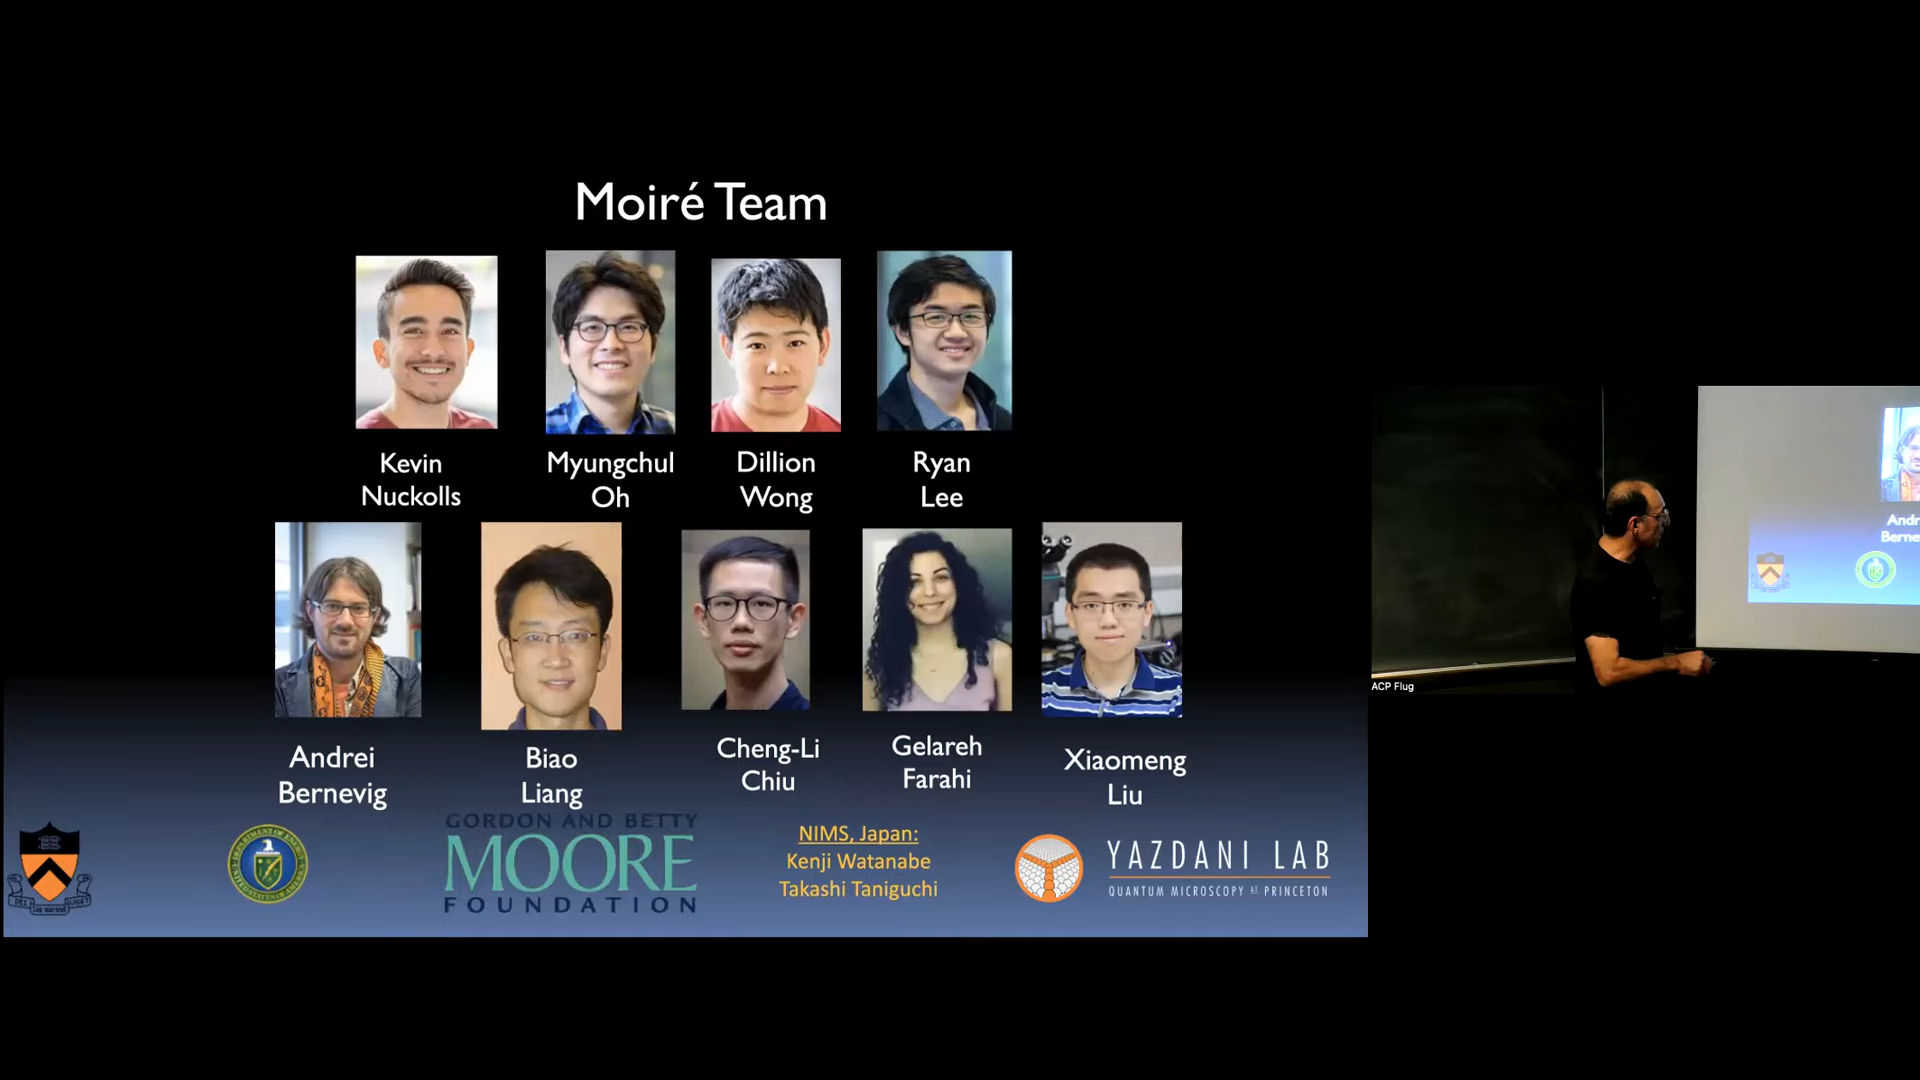 Moiré Team
Kevin
Nuckolls
Myungchul
Oh
Dillion
Wong
Ryan
Lee
Andrei
Bernevig
Biao
Liang
Cheng-Li
Chiu
Gelareh
Farahi
Xiaomeng
Liu
GORDON AND BETTY
MOORE
FOUNDATION
NIMS, Japan:
Kenji Watanabe
Takashi Taniguchi
YAZDANI LAB
QUANTUM MICROSCOPY AT PRINCETON
ACP Flug
Andr
Berne